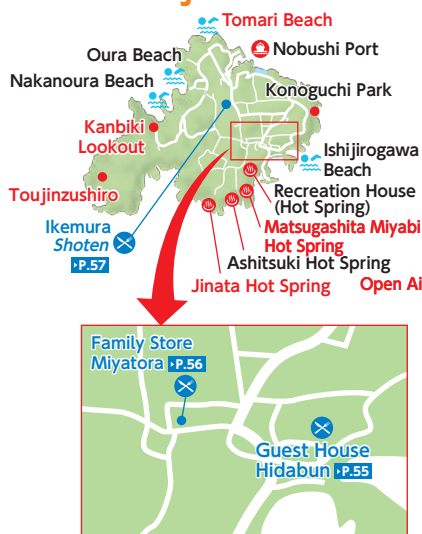 Tomari Beach
Nobushi Port
Oura Beach
Nakanoura Beach
Konoguchi Park
Kanbiki
Lookout
Ishijirogawa
Beach
Toujinzushiro
Recreation House
(Hot Spring)
Ikemura
Shoten
P.57
Matsugashita Miyabi
Hot Spring
Ashitsuki Hot Spring
Jinata Hot Spring
Open Ai
Family Store
Miyatora P.56
Guest House
Hidabun P.55